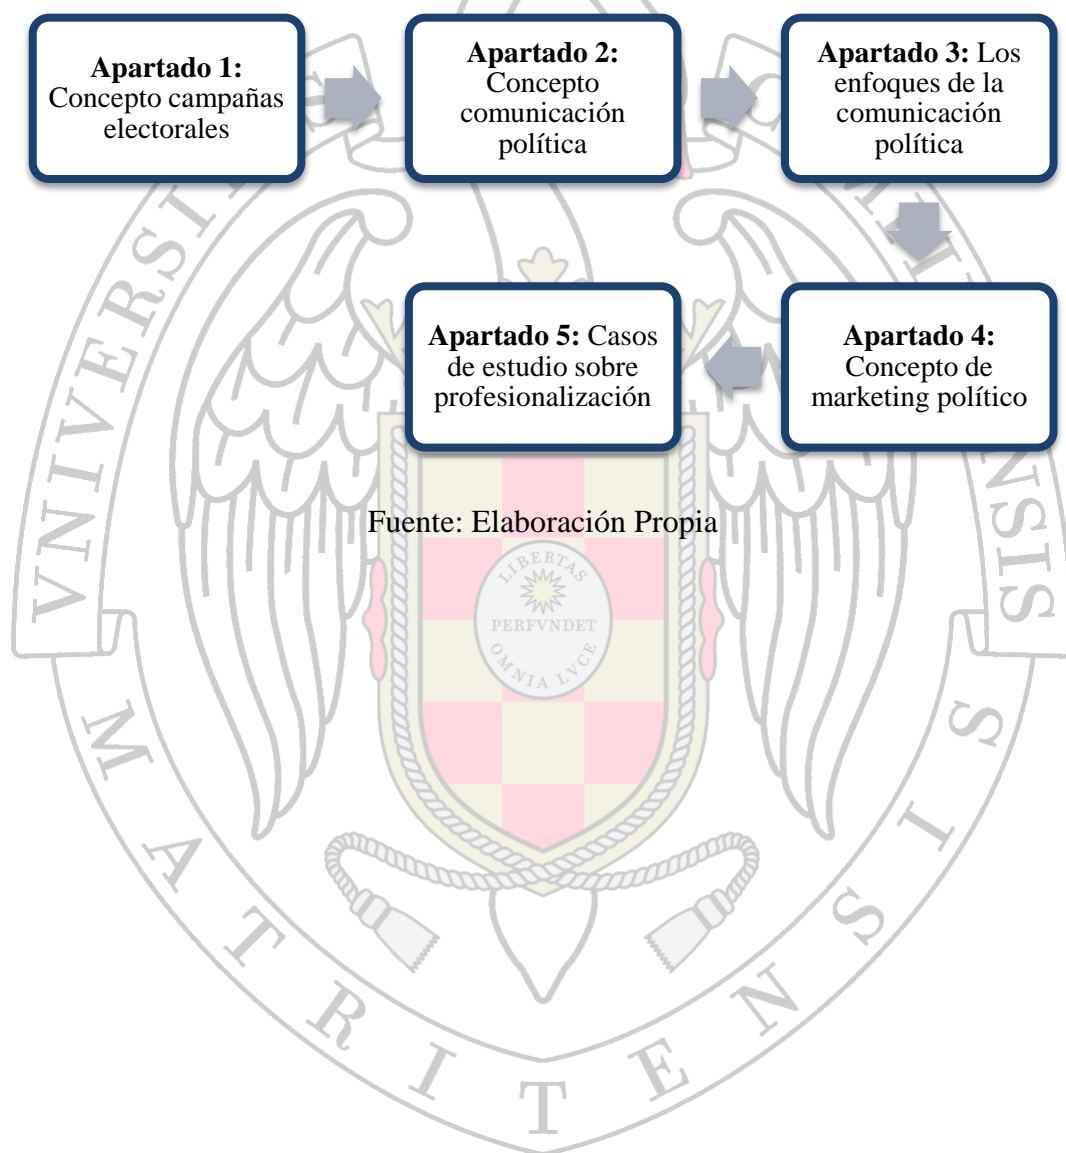 Apartado 1:
Concepto campañas
electorales
Apartado 2:
Concepto
comunicación
política
Apartado 3: Los
enfoques de la
comunicación
política
Apartado 4:
Concepto de
marketing político
Apartado 5: Casos
de estudio sobre
profesionalización
Fuente: Elaboración Propia
LIBERTAS
PERFVNDET
OMNIA LVCE
VNIVERSI
NSIS
MATRITENSIS